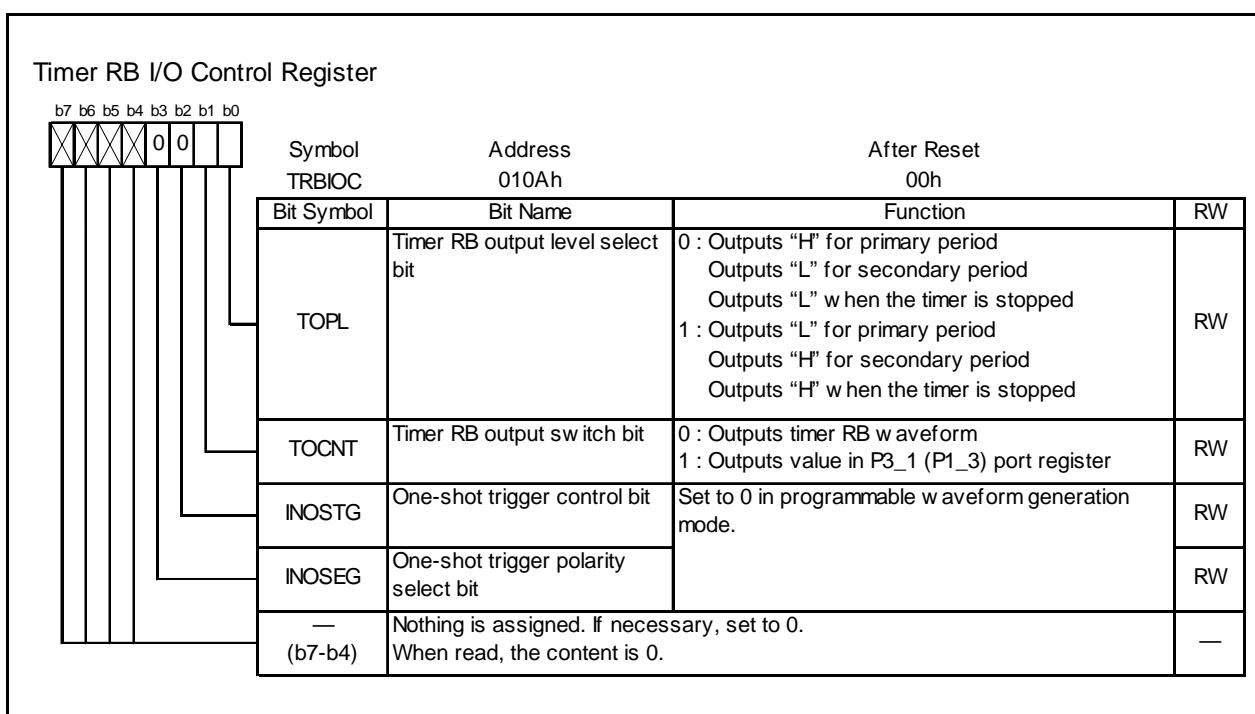 Timer RB I/O Control Register
b7 b6 b5 b4 b3 b2 b1 b0
0 0
Symbol Address After Reset
TRBIOC 010Ah 00h
Bit Symbol Bit Name Function RW
TOPL
Timer RB output level select
bit
0 : Outputs “H” for primary period
Outputs “L” for secondary period
Outputs “L” when the timer is stopped
1 : Outputs “L” for primary period
Outputs “H” for secondary period
Outputs “H” when the timer is stopped
RW
TOCNT
Timer RB output switch bit
0 : Outputs timer RB waveform
1 : Outputs value in P3_1 (P1_3) port register
RW
INOSTG
One-shot trigger control bit
Set to 0 in programmable waveform generation
mode.
RW
INOSEG
One-shot trigger polarity
select bit
RW
—
(b7-b4)
Nothing is assigned. If necessary, set to 0.
When read, the content is 0.
—